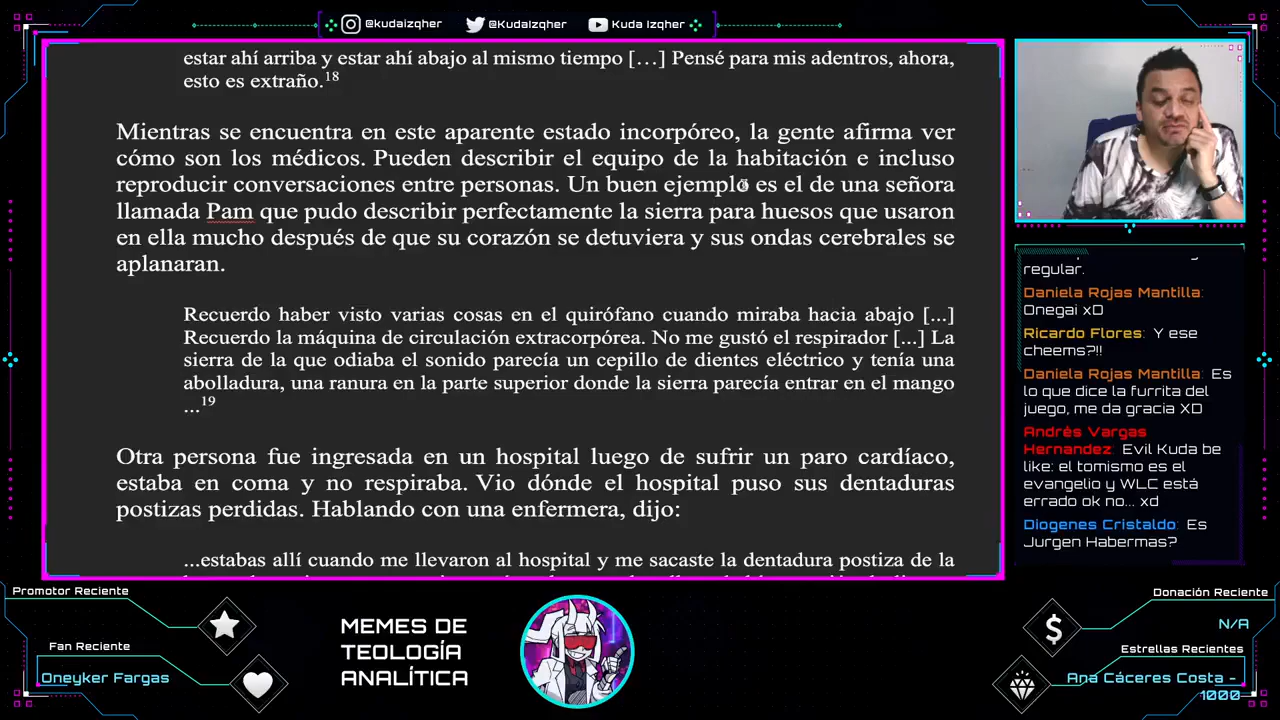 @kudaizqher
@KudaIzqher
Kuda Izqher
estar ahí arriba y estar ahí abajo al mismo tiempo […] Pensé para mis adentros, ahora,
esto es extraño.18
Mientras se encuentra en este aparente estado incorpóreo, la gente afirma ver
cómo son los médicos. Pueden describir el equipo de la habitación e incluso
reproducir conversaciones entre personas. Un buen ejemplo es el de una señora
llamada Pam que pudo describir perfectamente la sierra para huesos que usaron
en ella mucho después de que su corazón se detuviera y sus ondas cerebrales se
aplanaran.
Recuerdo haber visto varias cosas en el quirófano cuando miraba hacia abajo [...]
Recuerdo la máquina de circulación extracorpórea. No me gustó el respirador [...] La
sierra de la que odiaba el sonido parecía un cepillo de dientes eléctrico y tenía una
abolladura, una ranura en la parte superior donde la sierra parecía entrar en el mango
...19
Otra persona fue ingresada en un hospital luego de sufrir un paro cardíaco,
estaba en coma y no respiraba. Vio dónde el hospital puso sus dentaduras
postizas perdidas. Hablando con una enfermera, dijo:
...estabas allí cuando me llevaron al hospital y me sacaste la dentadura postiza de la
regular.
Daniela Rojas Mantilla:
Onegai xD
Ricardo Flores: Y ese
cheems?!!
Daniela Rojas Mantilla: Es
lo que dice la furrita del
juego, me da gracia XD
Andrés Vargas
Hernandez: Evil Kuda be
like: el tomismo es el
evangelio y WLC está
errado ok no... xd
Diogenes Cristaldo: Es
Jurgen Habermas?
Promotor Reciente
Fan Reciente
Oneyker Fargas
MEMES DE
TEOLOGÍA
ANALÍTICA
Donación Reciente
N/A
Estrellas Recientes
Ana Cáceres Costa -
1000